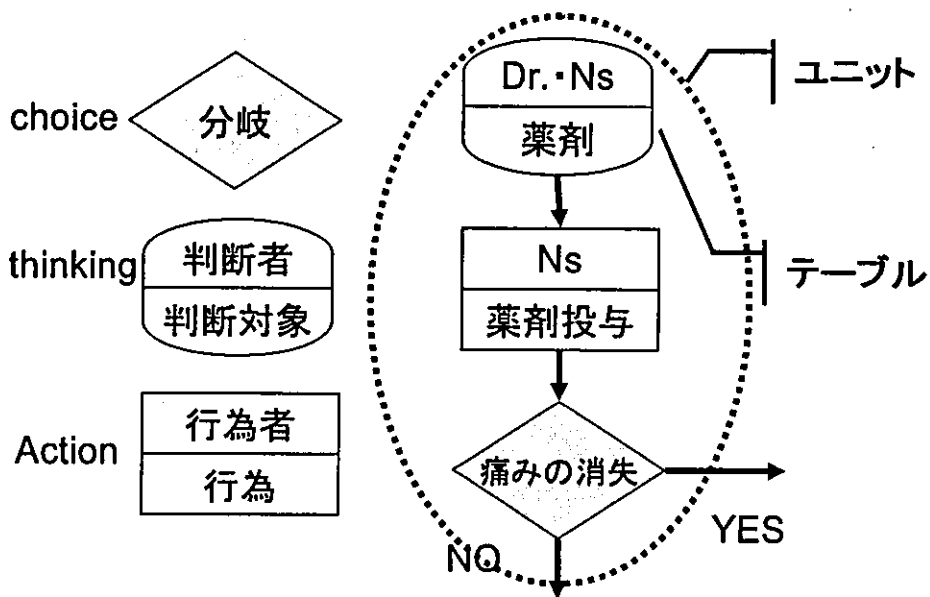 choice
分岐
thinking
判断者
判断対象
Action
行為者
行為
Dr.・Ns
薬剤
Ns
薬剤投与
痛みの消失
YES
NO
ユニット
テーブル